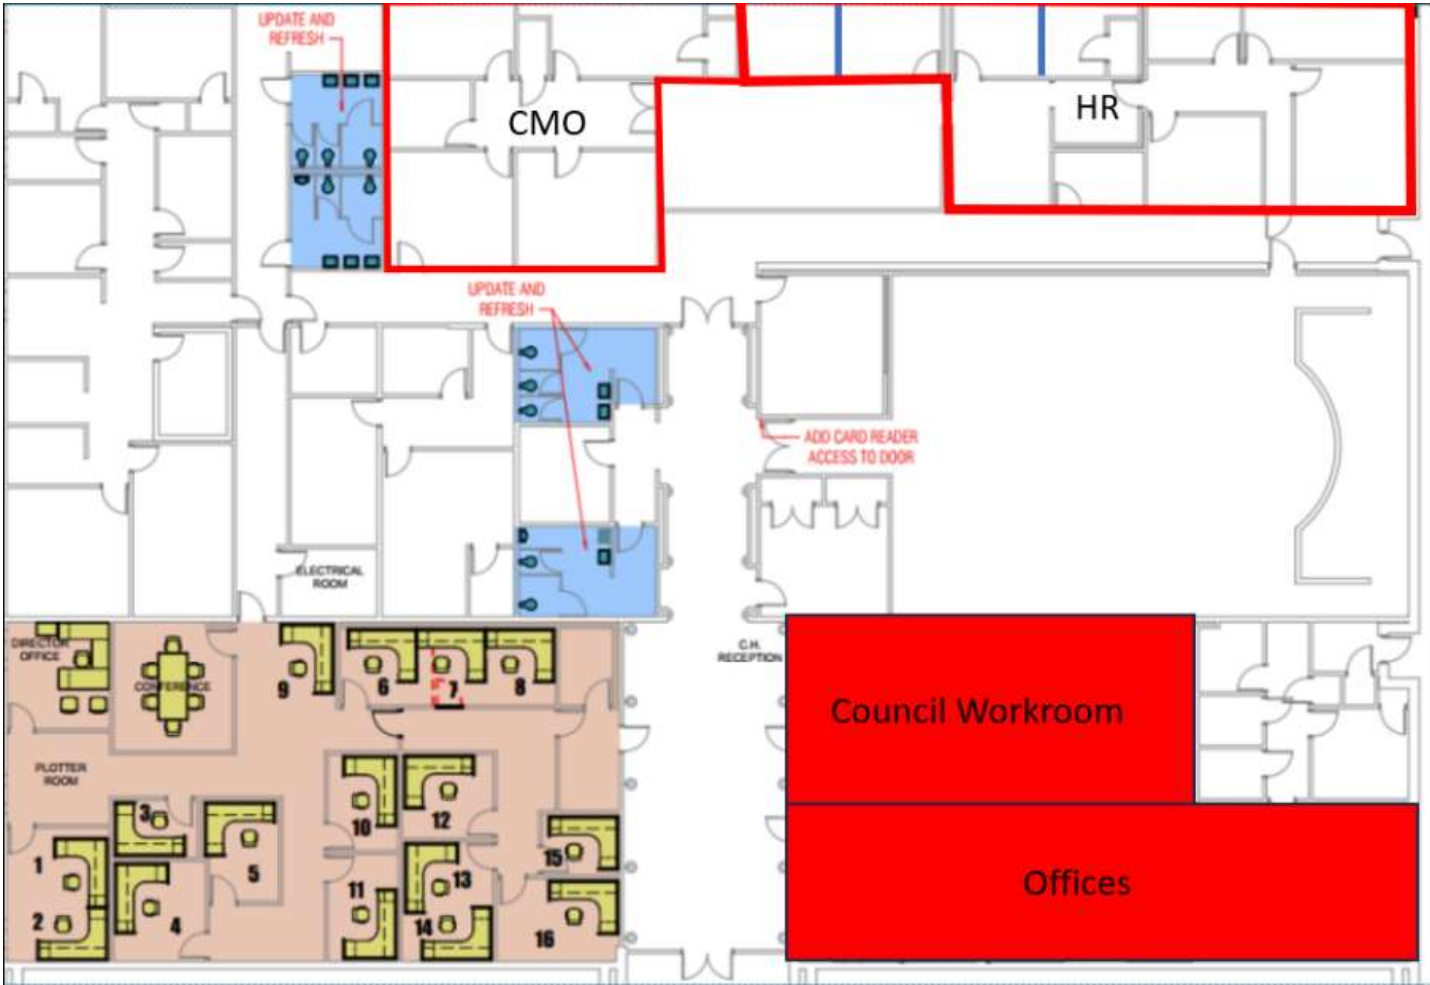 UPDATE AND
REFRESH
CMO
HR
UPDATE AND
REFRESH
ADD CARD READER
ACCESS TO DOOR
ELECTRICAL
ROOM
DIRECTOR
OFFICE
CONFERENCE
9
6
7
8
C.H.
RECEPTION
Council Workroom
PLOTTER
ROOM
3
10
12
1
5
15
11
13
2
4
14
16
Offices